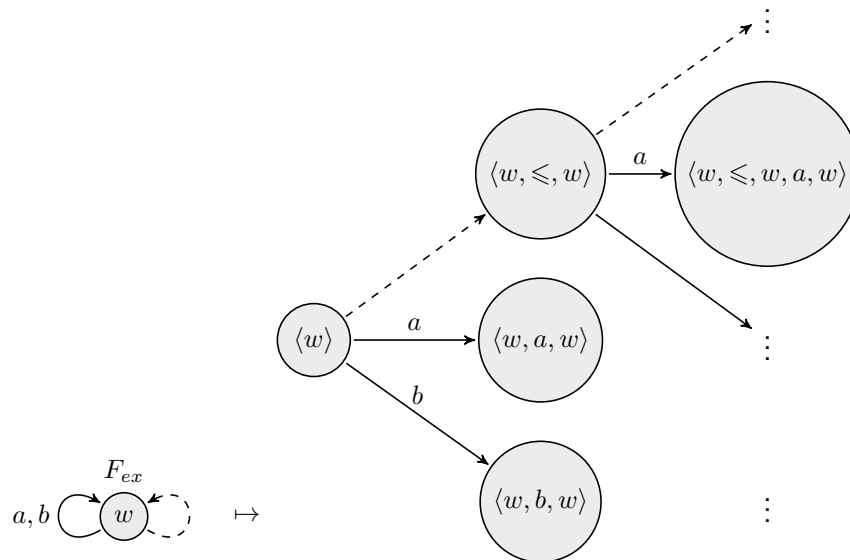 ⋮
⟨w, ⩽, w⟩
a
⟨w, ⩽, w, a, w⟩
⟨w⟩
a
⟨w, a, w⟩
⋮
b
F_ex
a, b
w
↦
⟨w, b, w⟩
⋮